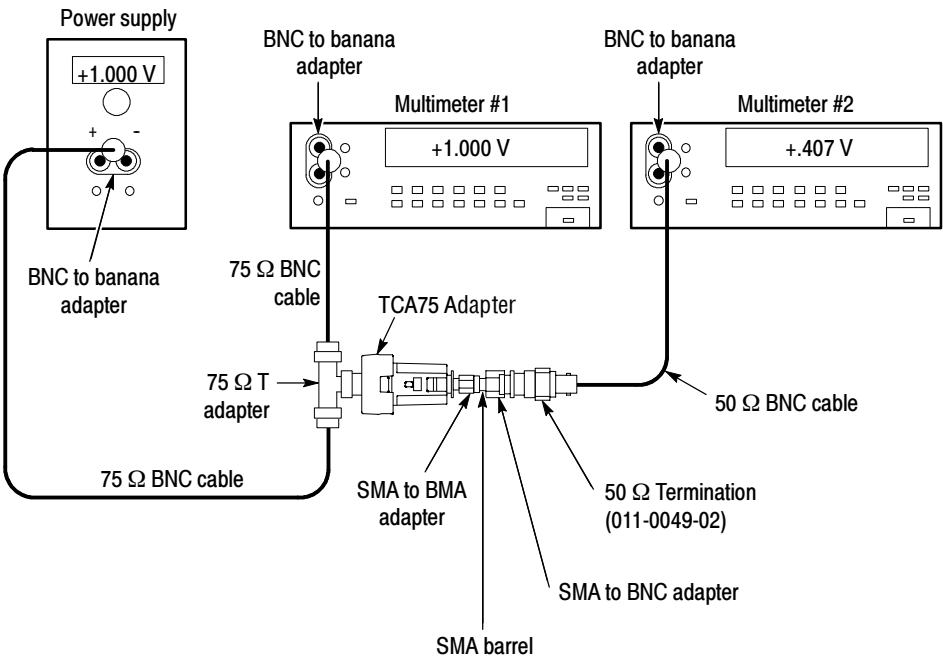 Power supply
+1.000 V
+ -
BNC to banana
adapter
BNC to banana
adapter
Multimeter #1
+1.000 V
BNC to banana
adapter
Multimeter #2
+.407 V
75 Ω BNC
cable
TCA75 Adapter
75 Ω T
adapter
75 Ω BNC cable
50 Ω BNC cable
SMA to BMA
adapter
50 Ω Termination
(011-0049-02)
SMA to BNC adapter
SMA barrel